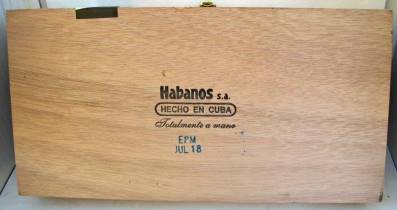 Habanos s.a.
HECHO EN CUBA
Totalmente a mano
EPM
JUL 18